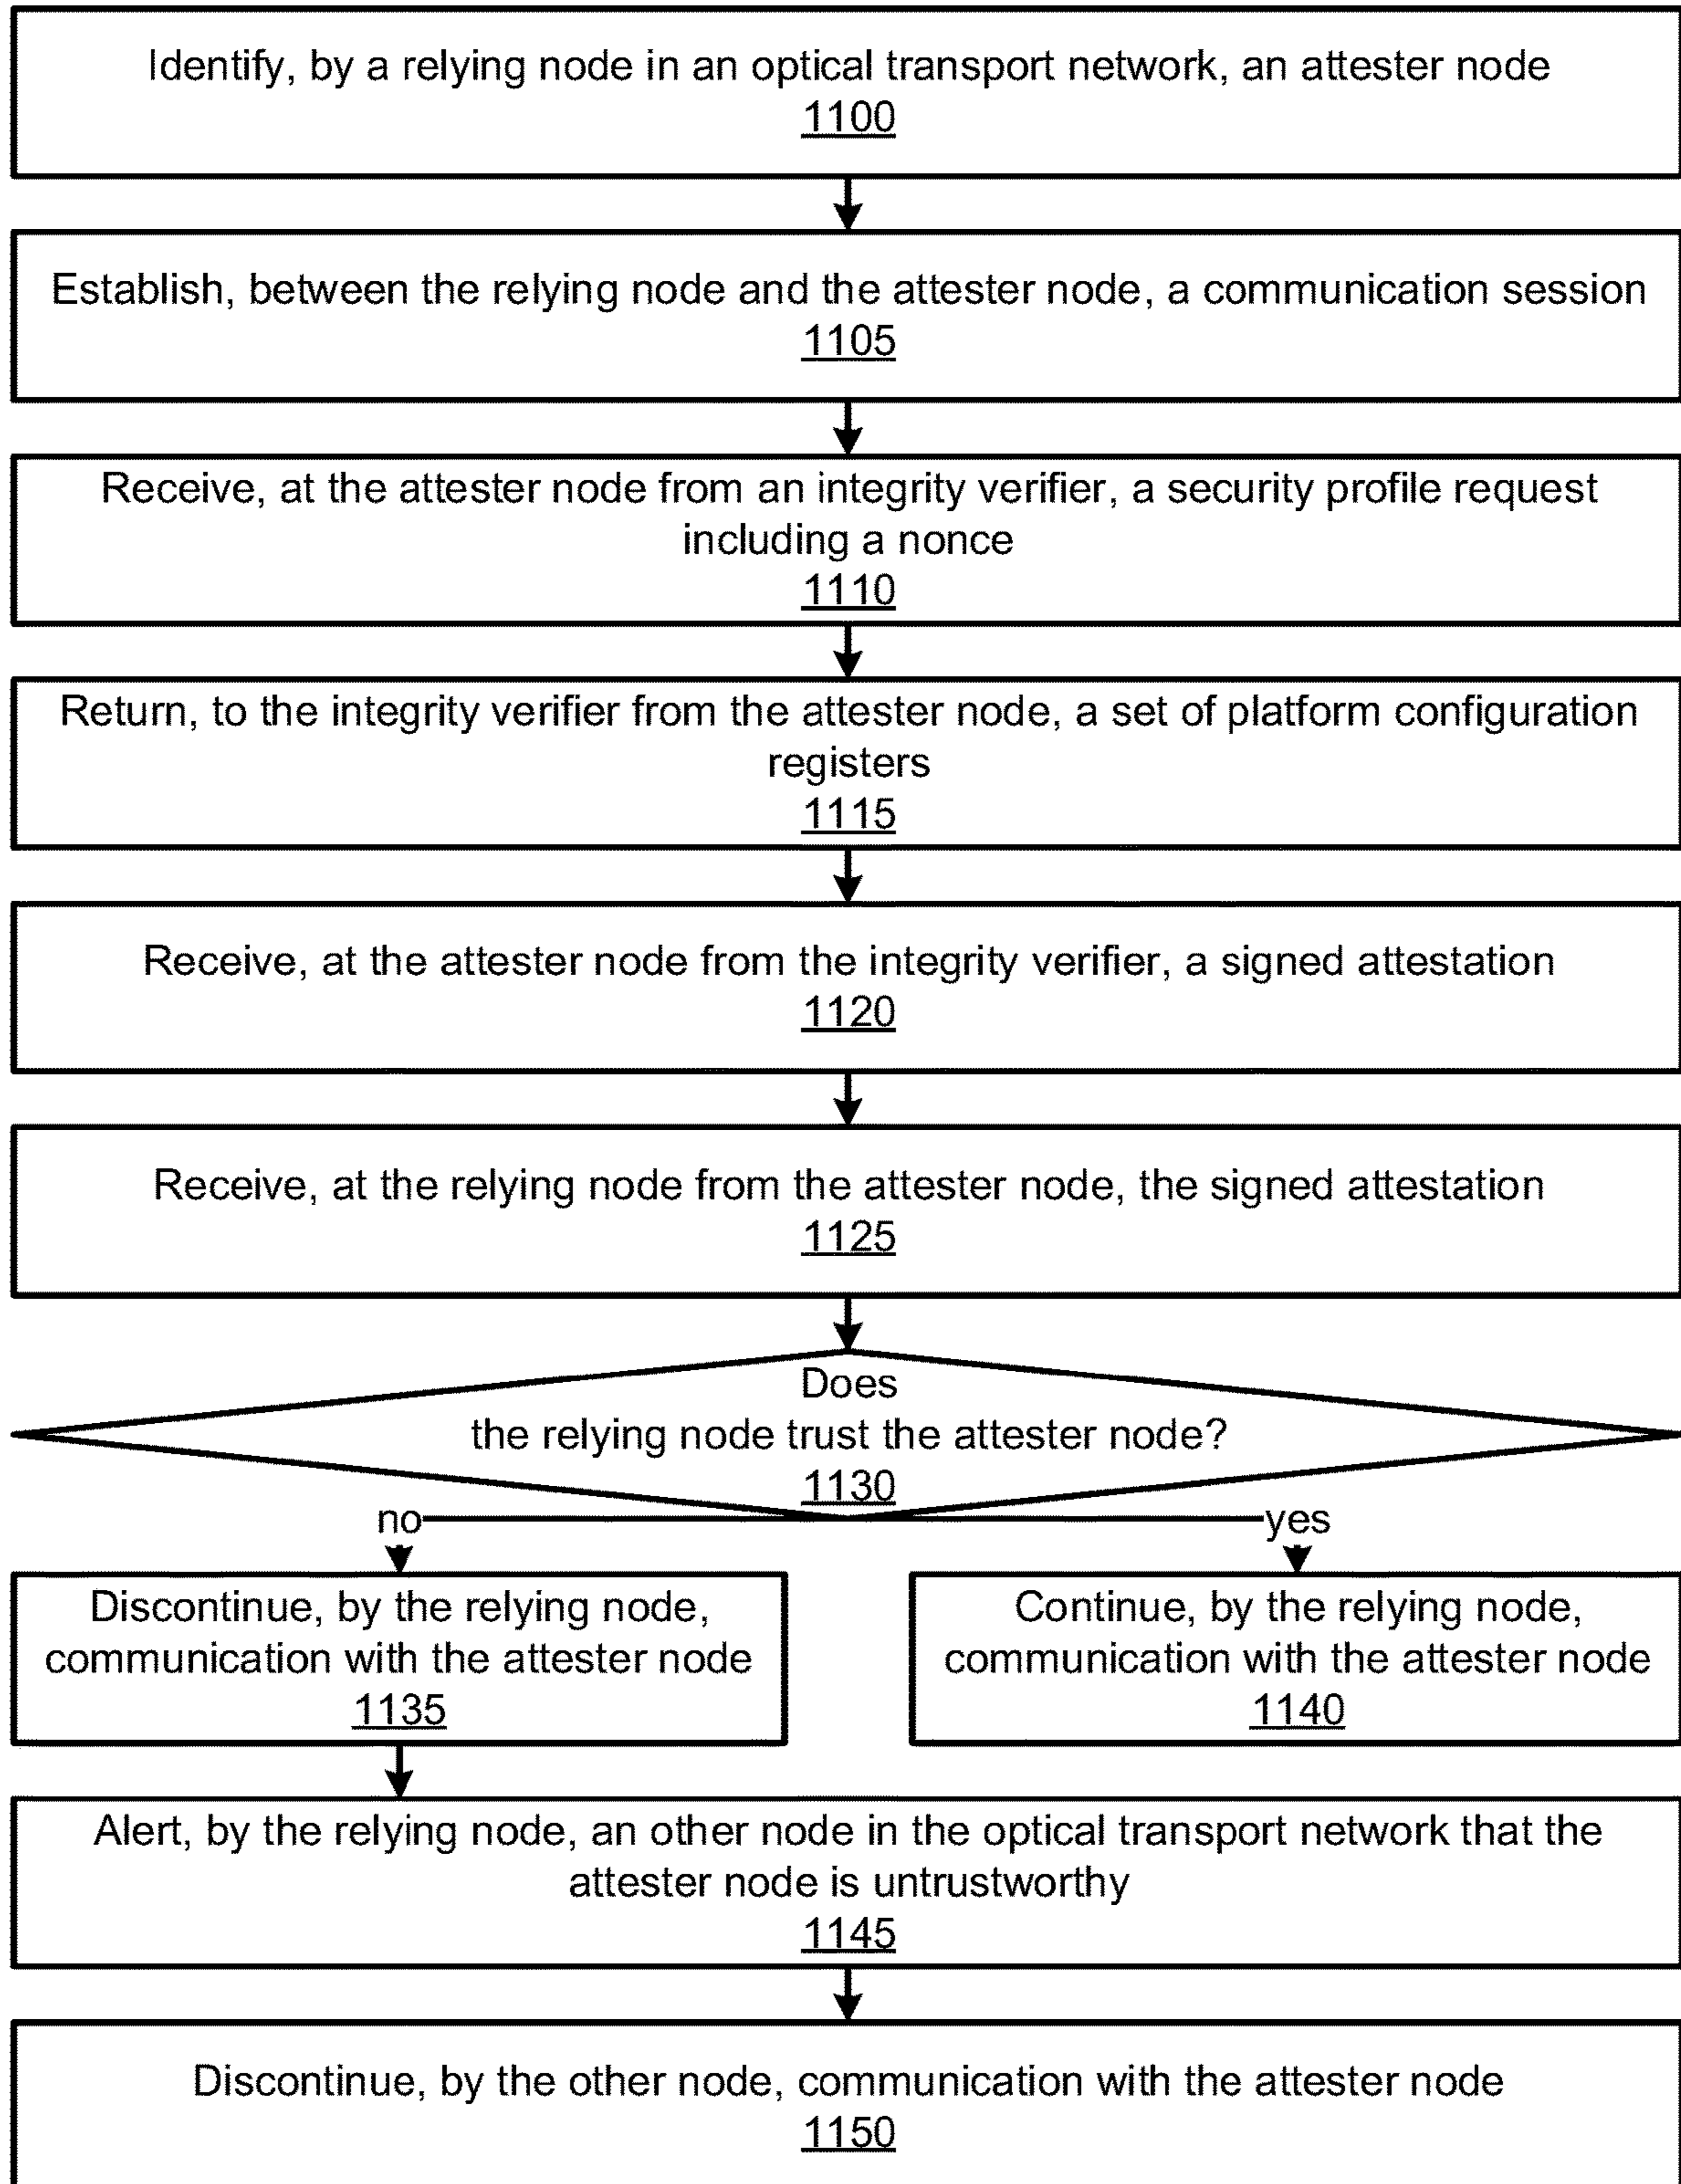 Identify, by a relying node in an optical transport network, an attester node
1100
Establish, between the relying node and the attester node, a communication session
1105
Receive, at the attester node from an integrity verifier, a security profile request
including a nonce
1110
Return, to the integrity verifier from the attester node, a set of platform configuration
registers
1115
Receive, at the attester node from the integrity verifier, a signed attestation
1120
Receive, at the relying node from the attester node, the signed attestation
1125
Does
the relying node trust the attester node?
1130
no
yes
Discontinue, by the relying node,
communication with the attester node
1135
Continue, by the relying node,
communication with the attester node
1140
Alert, by the relying node, an other node in the optical transport network that the
attester node is untrustworthy
1145
Discontinue, by the other node, communication with the attester node
1150